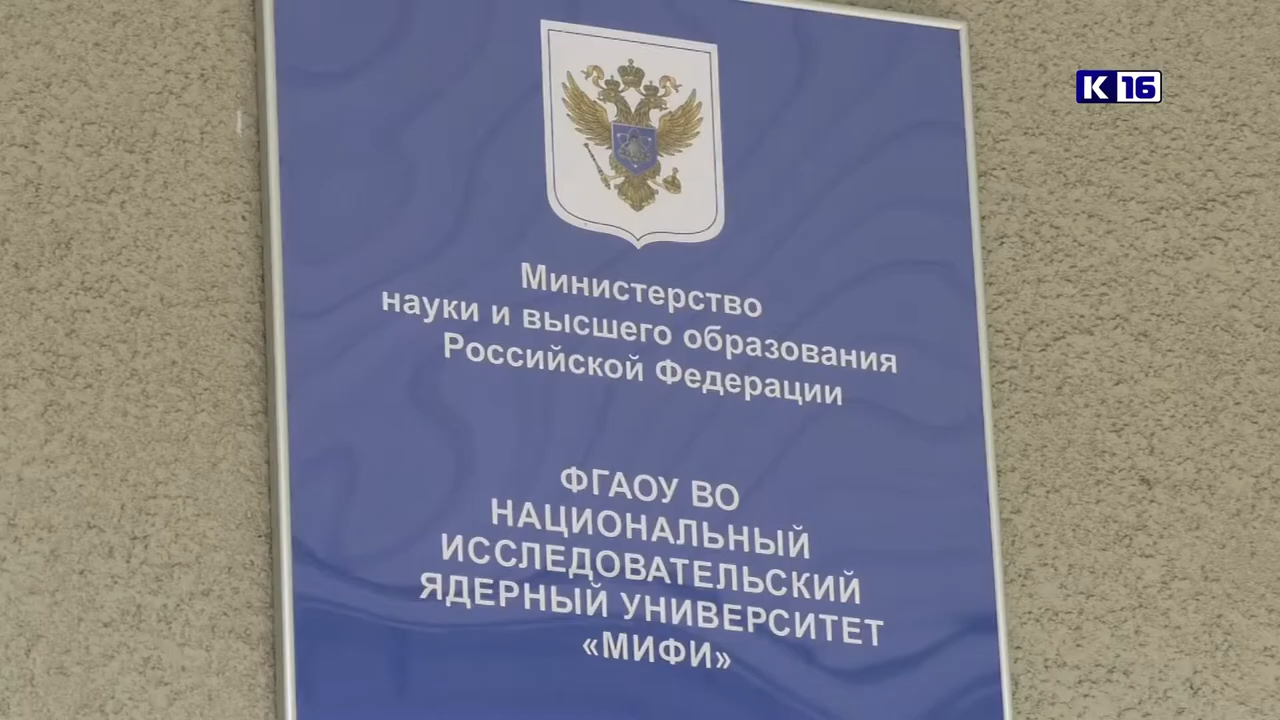 К 16
Министерство
науки и высшего образования
Российской Федерации
ФГАОУ ВО
НАЦИОНАЛЬНЫЙ
ИССЛЕДОВАТЕЛЬСКИЙ
ЯДЕРНЫЙ УНИВЕРСИТЕТ
«МИФИ»